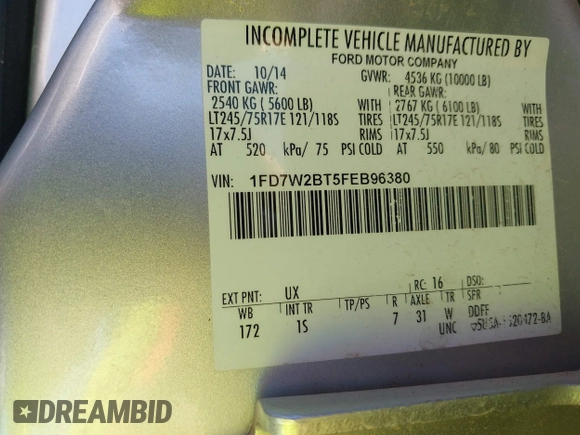 INCOMPLETE VEHICLE MANUFACTURED BY
FORD MOTOR COMPANY
DATE: 10/14 GVWR: 4536 KG (10000 LB)
FRONT GAWR: REAR GAWR:
2540 KG ( 5600 LB) WITH 2767 KG ( 6100 LB) WITH
LT245/75R17E 121/118S TIRES LT245/75R17E 121/118S TIRES
17x7.5J RIMS 17x7.5J RIMS
AT 520 kPa/ 75 PSI COLD AT 550 kPa/ 80 PSI COLD
VIN: 1FD7W2BT5FEB96380
EXT PNT: UX RC: 16 DSO:
WB INT TR TP/PS R AXLE TR SPR
172 1S 7 31 W DDFF
UNC
DREAMBID